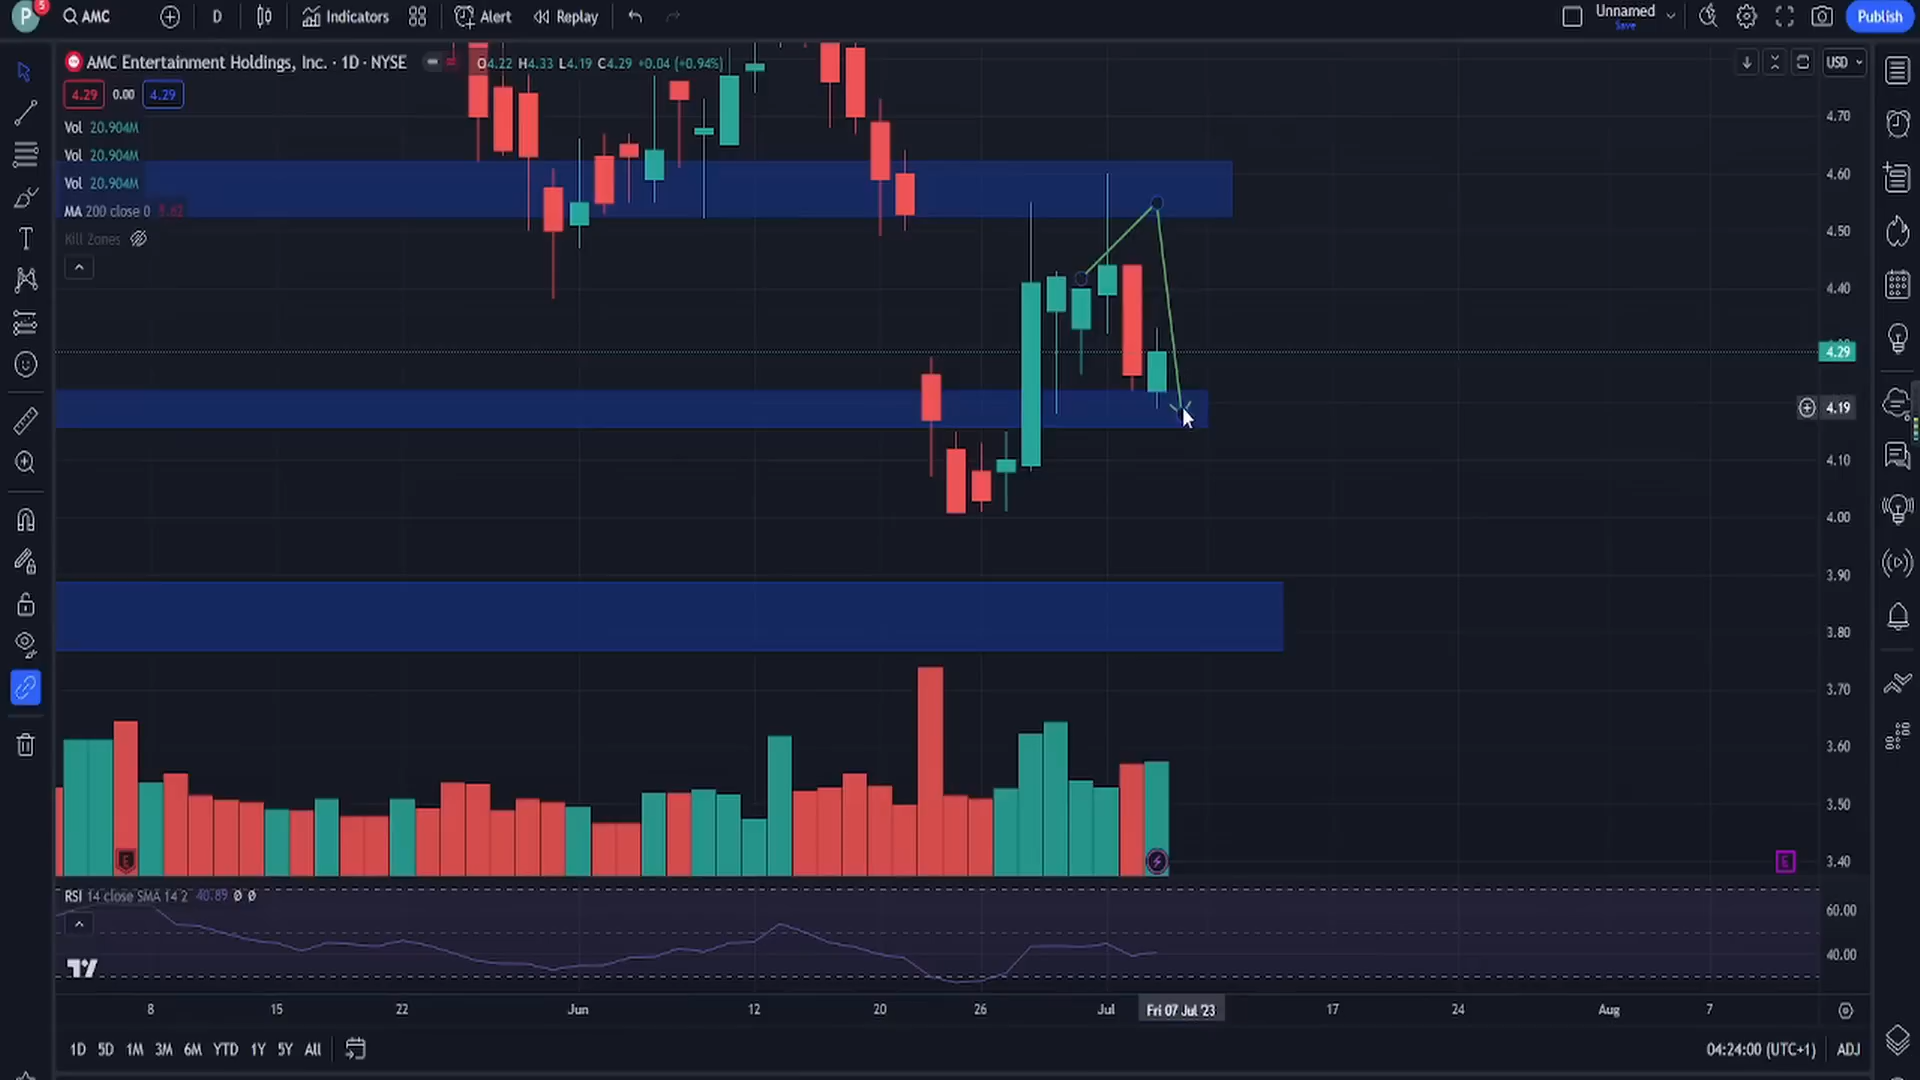 P 5 AMC D Indicators Alert Replay Unnamed Save Publish
AMC Entertainment Holdings, Inc. · 1D · NYSE O4.22 H4.33 L4.19 C4.29 +0.04 (+0.94%) USD
4.29 0.00 4.29
Vol 20.904M
Vol 20.904M
Vol 20.904M
MA 200 close 0
Kill Zones
4.70
4.60
4.50
4.40
4.29
4.19
4.10
4.00
3.90
3.80
3.70
3.60
3.50
3.40
E E
RSI 14 close SMA 14 2 40.89 Ø Ø
60.00
40.00
8 15 22 Jun 12 20 26 Jul Fri 07 Jul '23 17 24 Aug 7
1D 5D 1M 3M 6M YTD 1Y 5Y All 04:24:00 (UTC+1) ADJ